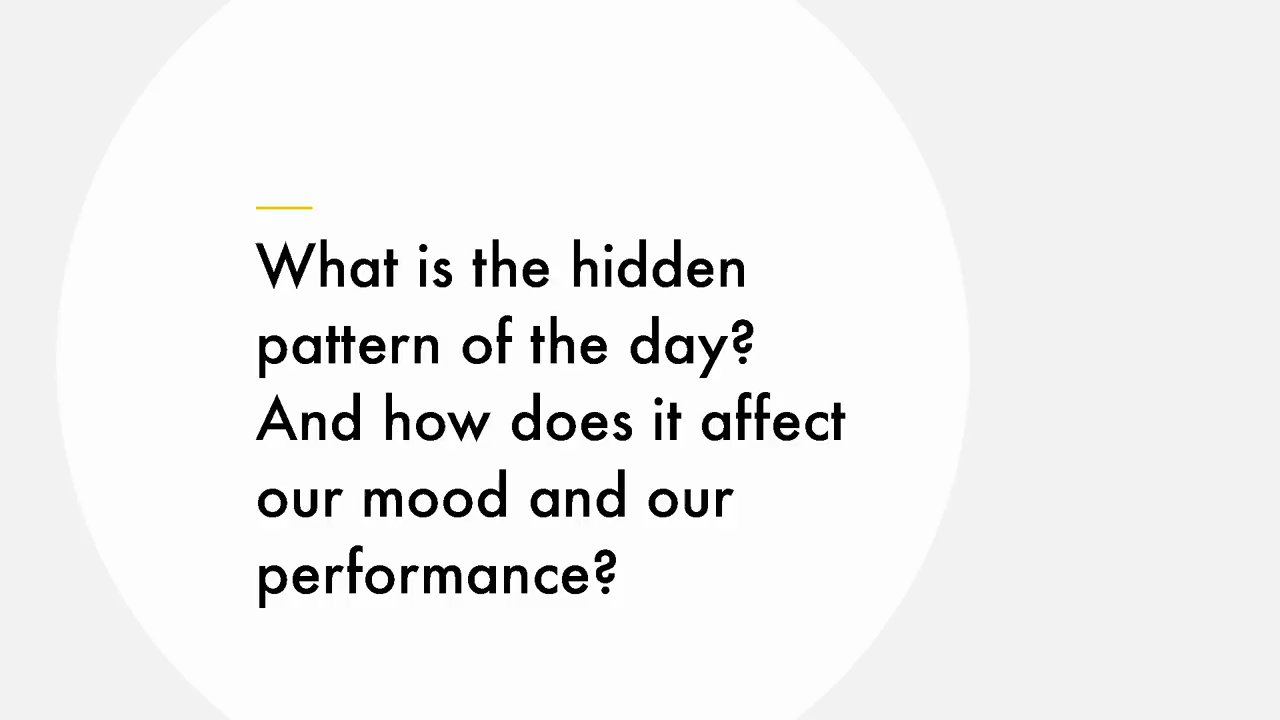 What is the hidden
pattern of the day?
And how does it affect
our mood and our
performance?